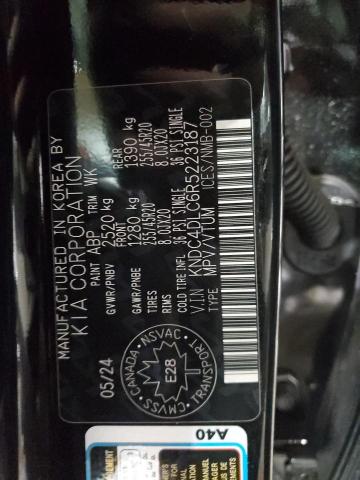 MANUFACTURED IN KOREA BY
KIA CORPORATION
PAINT ABP TRIM WK
GVWR/PNBV 2520 kg
FRONT REAR
GAWR/PNBE 1280 kg 1390 kg
TIRES 255/45R20 255/45R20
RIMS 8.0JX20 8.0JX20
COLD TIRE INFL 36 PSI SINGLE 36 PSI SINGLE
V.I.N KNDC4DLC6R5223187
TYPE MPV/VTUM ICES/NMB-002
05/24
NSVAC
CANADA
E28
TRANSPORT
CMVSS
A40